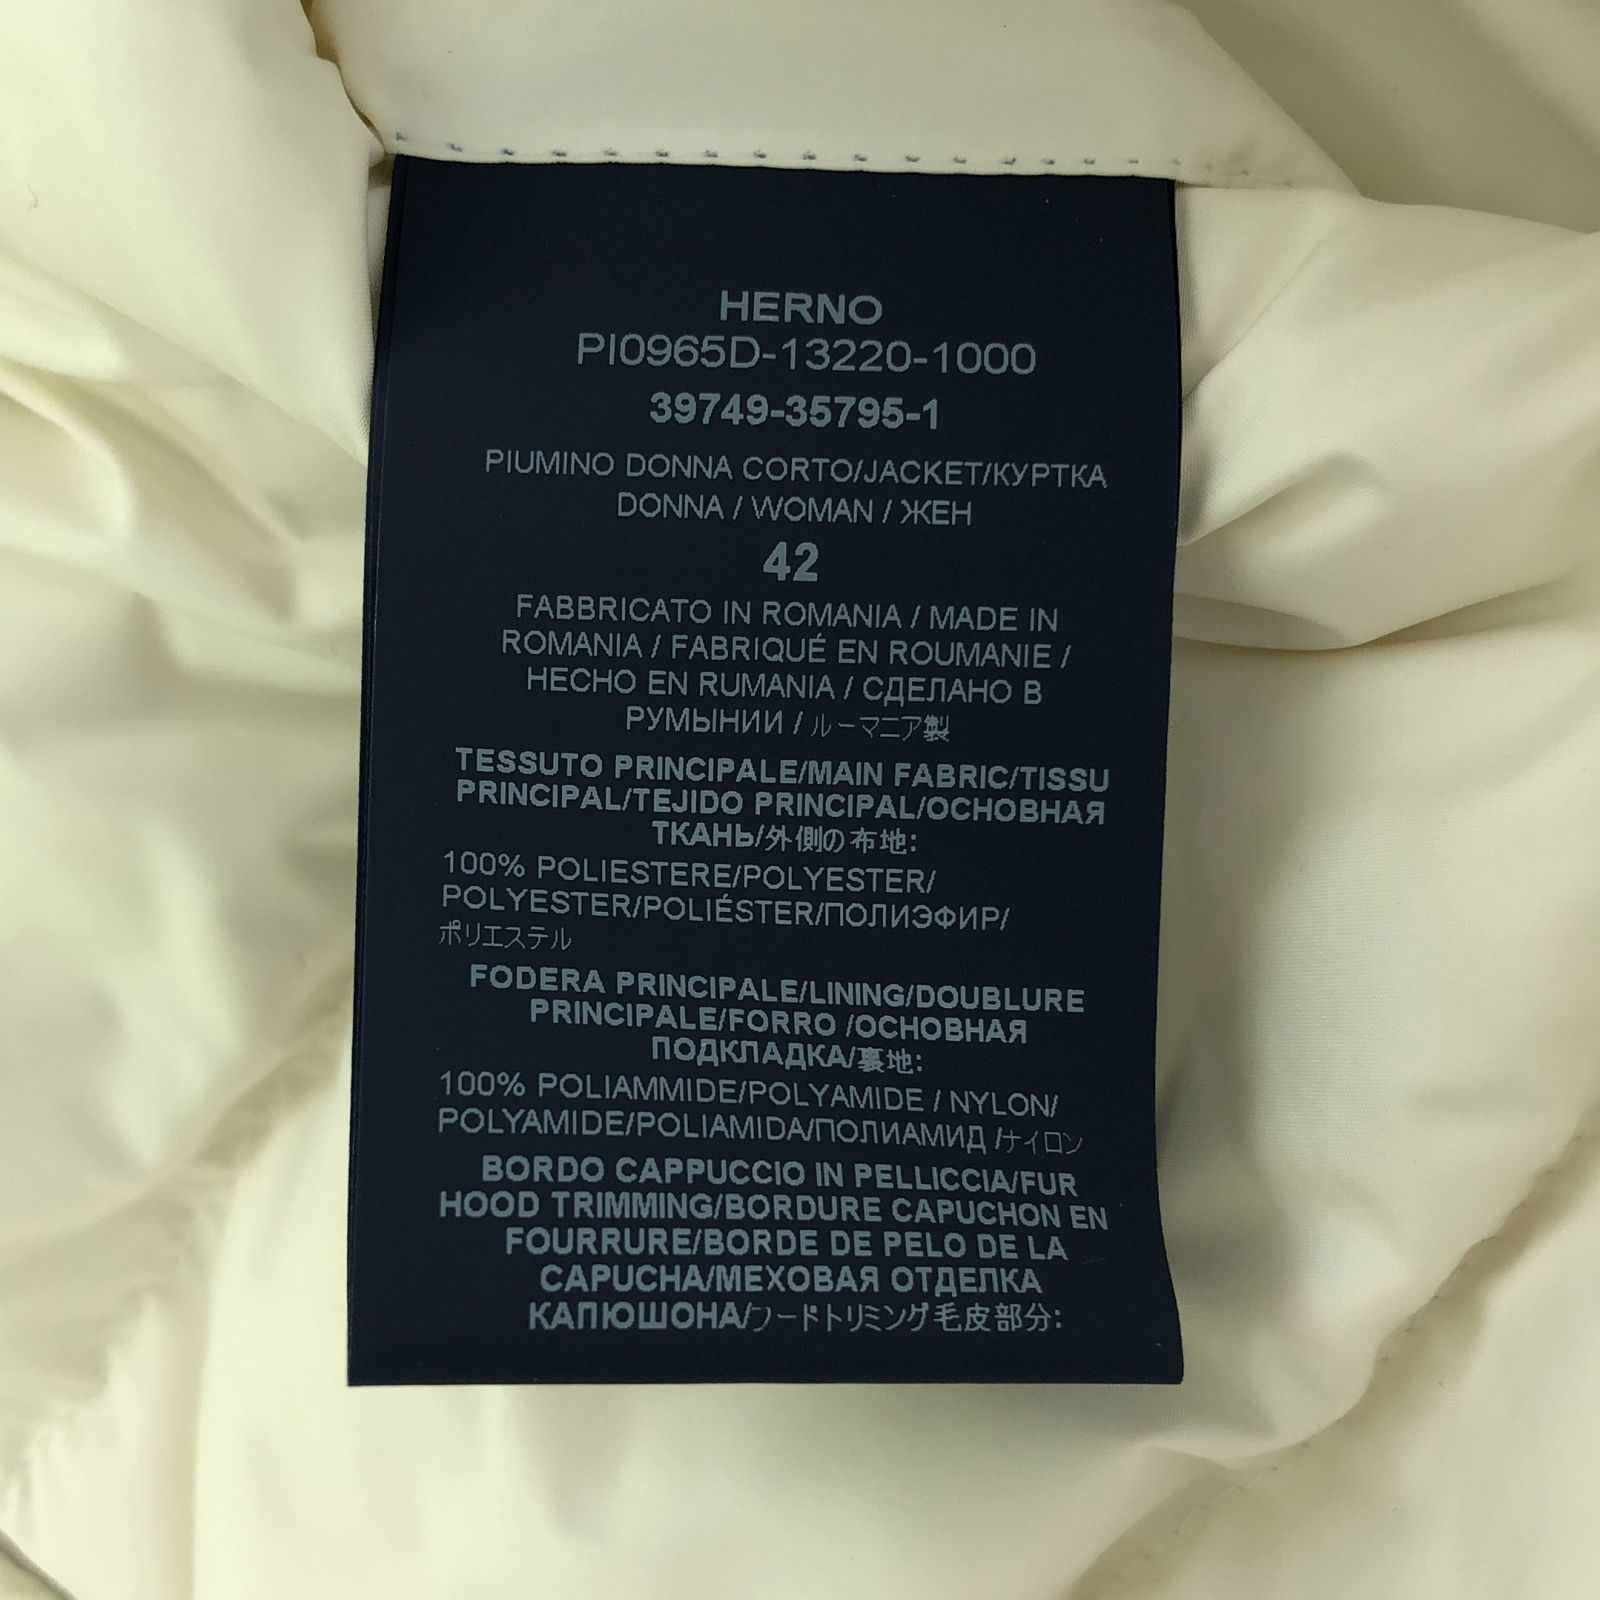 HERNO
PI0965D-13220-1000
39749-35795-1
PIUMINO DONNA CORTO/JACKET/КУРТКА
DONNA / WOMAN / ЖЕН
42
FABBRICATO IN ROMANIA / MADE IN
ROMANIA / FABRIQUÉ EN ROUMANIE /
HECHO EN RUMANIA / СДЕЛАНО В
РУМЫНИИ / ルーマニア製
TESSUTO PRINCIPALE/MAIN FABRIC/TISSU
PRINCIPAL/TEJIDO PRINCIPAL/ОСНОВНАЯ
ТКАНЬ/外側の布地:
100% POLIESTERE/POLYESTER/
POLYESTER/POLIÉSTER/ПОЛИЭФИР/
ポリエステル
FODERA PRINCIPALE/LINING/DOUBLURE
PRINCIPALE/FORRO /ОСНОВНАЯ
ПОДКЛАДКА/裏地:
100% POLIAMMIDE/POLYAMIDE / NYLON/
POLYAMIDE/POLIAMIDA/ПОЛИАМИД /ナイロン
BORDO CAPPUCCIO IN PELLICCIA/FUR
HOOD TRIMMING/BORDURE CAPUCHON EN
FOURRURE/BORDE DE PELO DE LA
CAPUCHA/МЕХОВАЯ ОТДЕЛКА
КАПЮШОНА/フードトリミング毛皮部分: